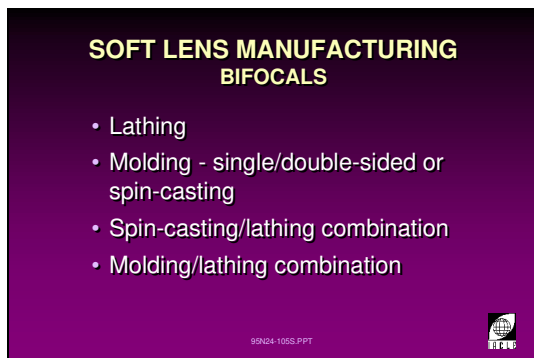 SOFT LENS MANUFACTURING
BIFOCALS
• Lathing
• Molding - single/double-sided or
spin-casting
• Spin-casting/lathing combination
• Molding/lathing combination
95N24-105S.PPT
IACLE